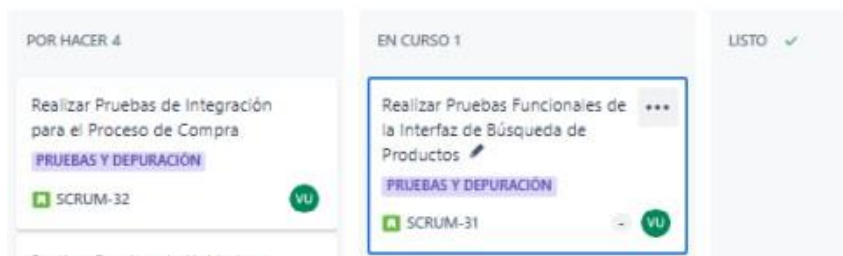 POR HACER 4
Realizar Pruebas de Integración
para el Proceso de Compra
PRUEBAS Y DEPURACIÓN
SCRUM-32
VU
EN CURSO 1
Realizar Pruebas Funcionales de
la Interfaz de Búsqueda de
Productos
PRUEBAS Y DEPURACIÓN
SCRUM-31
-
VU
LISTO